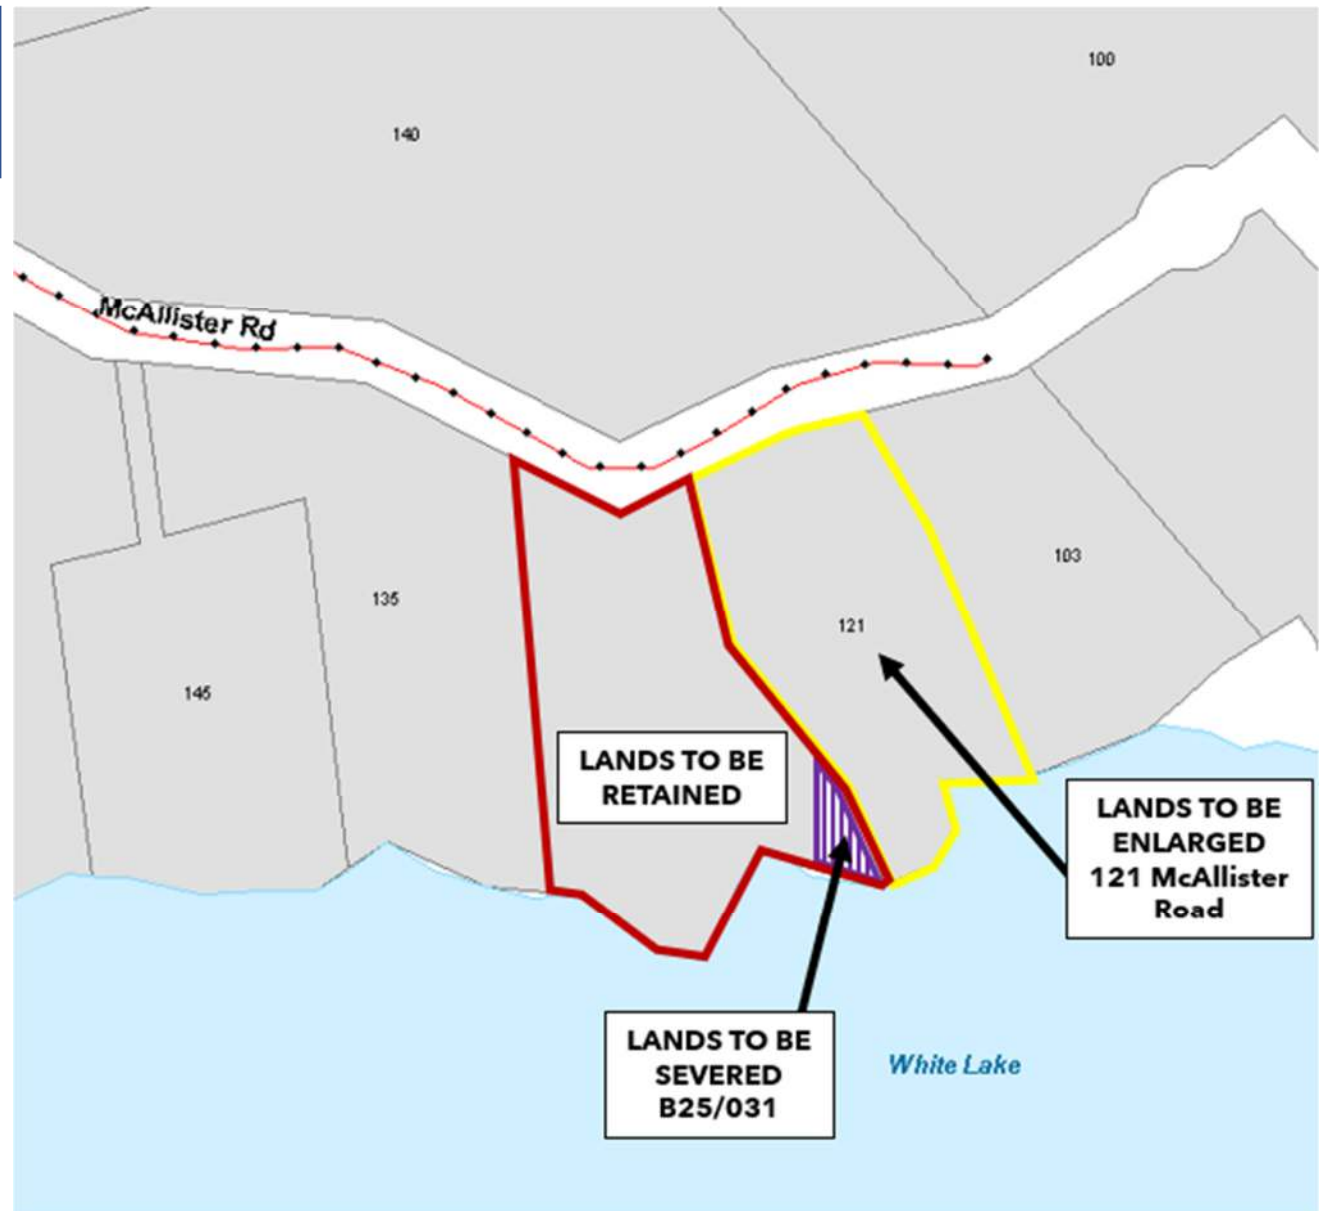 100
140
McAllister Rd
103
135
121
145
LANDS TO BE
RETAINED
LANDS TO BE
ENLARGED
121 McAllister
Road
LANDS TO BE
SEVERED
B25/031
White Lake